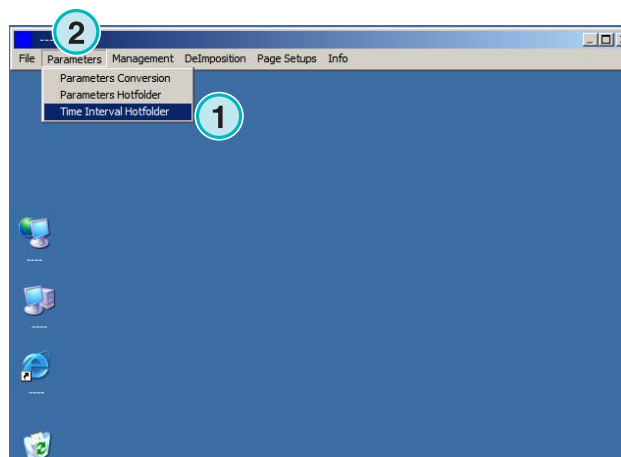 2
----
File Parameters Management DeImposition Page Setups Info
Parameters Conversion
Parameters Hotfolder
Time Interval Hotfolder
1
----
----
----